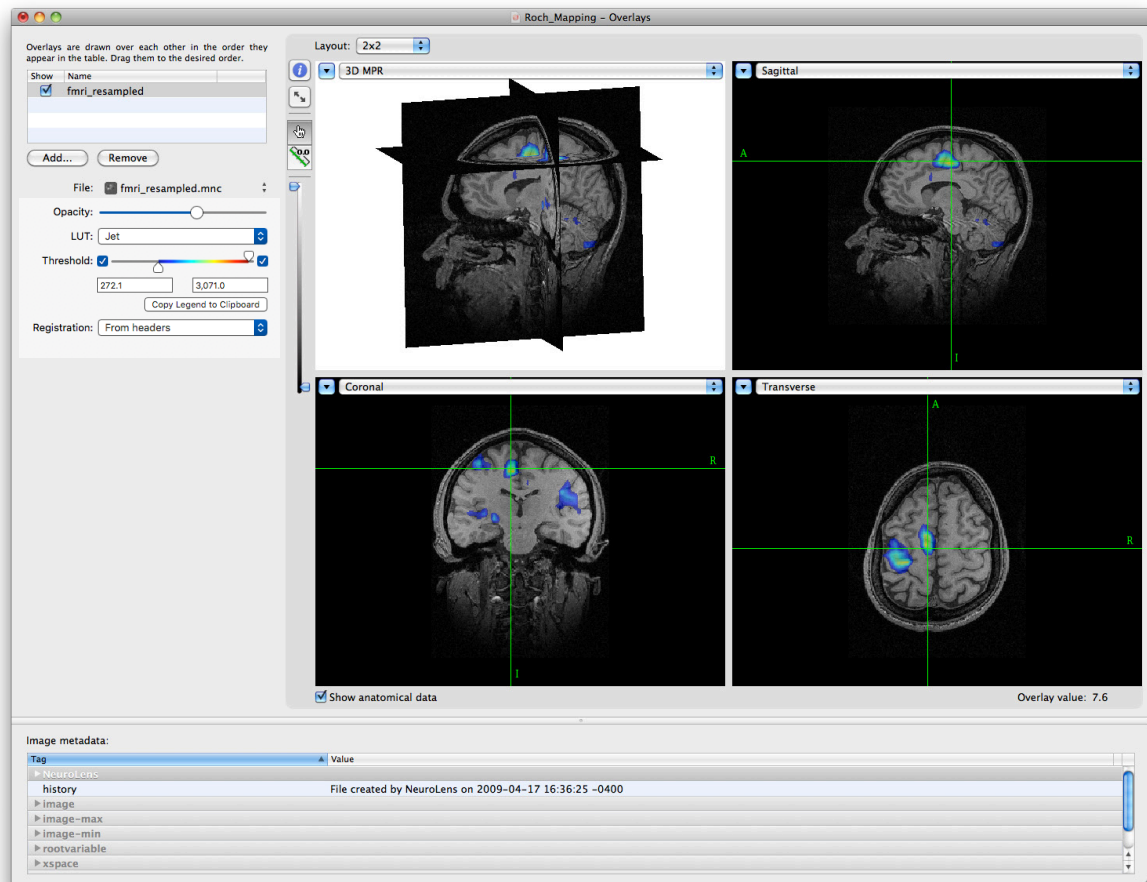 Roch_Mapping - Overlays
Overlays are drawn over each other in the order they
appear in the table. Drag them to the desired order.
Show Name
fmri_resampled
Add... Remove
File: fmri_resampled.mnc
Opacity:
LUT: Jet
Threshold:
272.1 3,071.0
Copy Legend to Clipboard
Registration: From headers
Layout: 2x2
0.0
3D MPR
Sagittal
A
I
Coronal
R
I
Transverse
A
R
Show anatomical data
Overlay value: 7.6
Image metadata:
Tag Value
NeuroLens
history File created by NeuroLens on 2009-04-17 16:36:25 -0400
image
image-max
image-min
rootvariable
xspace